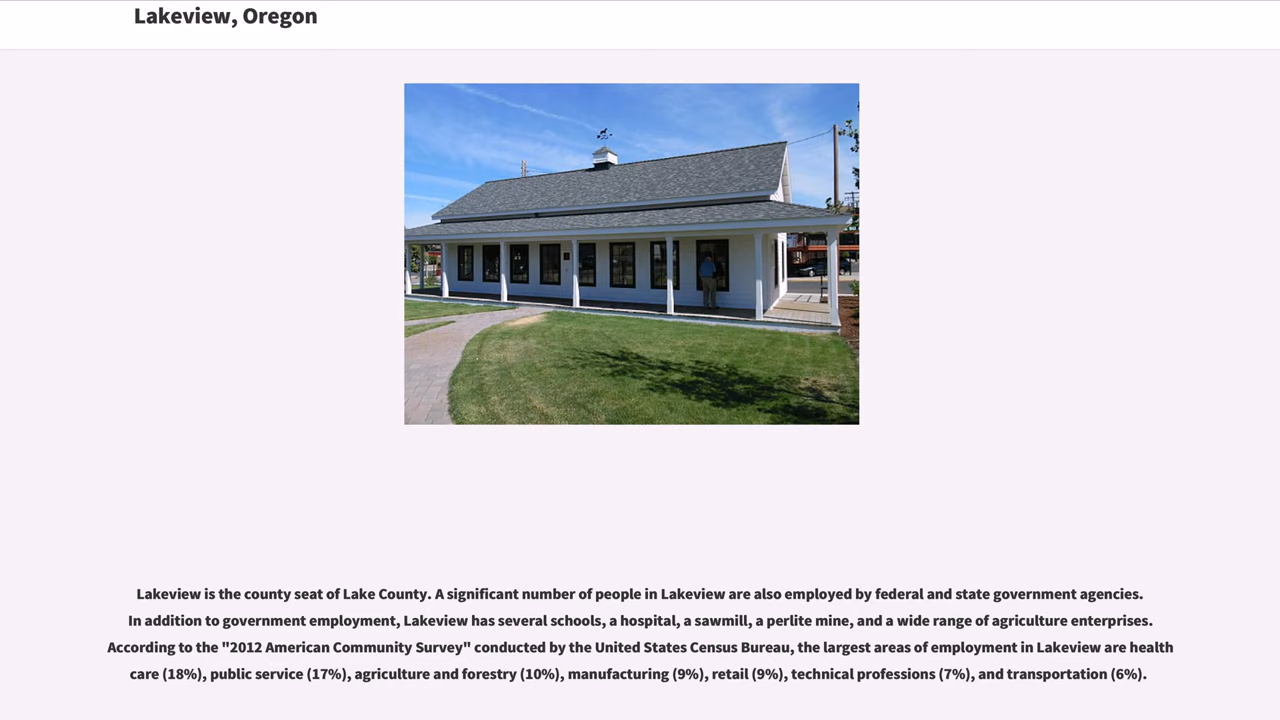 Lakeview, Oregon
Lakeview is the county seat of Lake County. A significant number of people in Lakeview are also employed by federal and state government agencies.
In addition to government employment, Lakeview has several schools, a hospital, a sawmill, a perlite mine, and a wide range of agriculture enterprises.
According to the "2012 American Community Survey" conducted by the United States Census Bureau, the largest areas of employment in Lakeview are health
care (18%), public service (17%), agriculture and forestry (10%), manufacturing (9%), retail (9%), technical professions (7%), and transportation (6%).